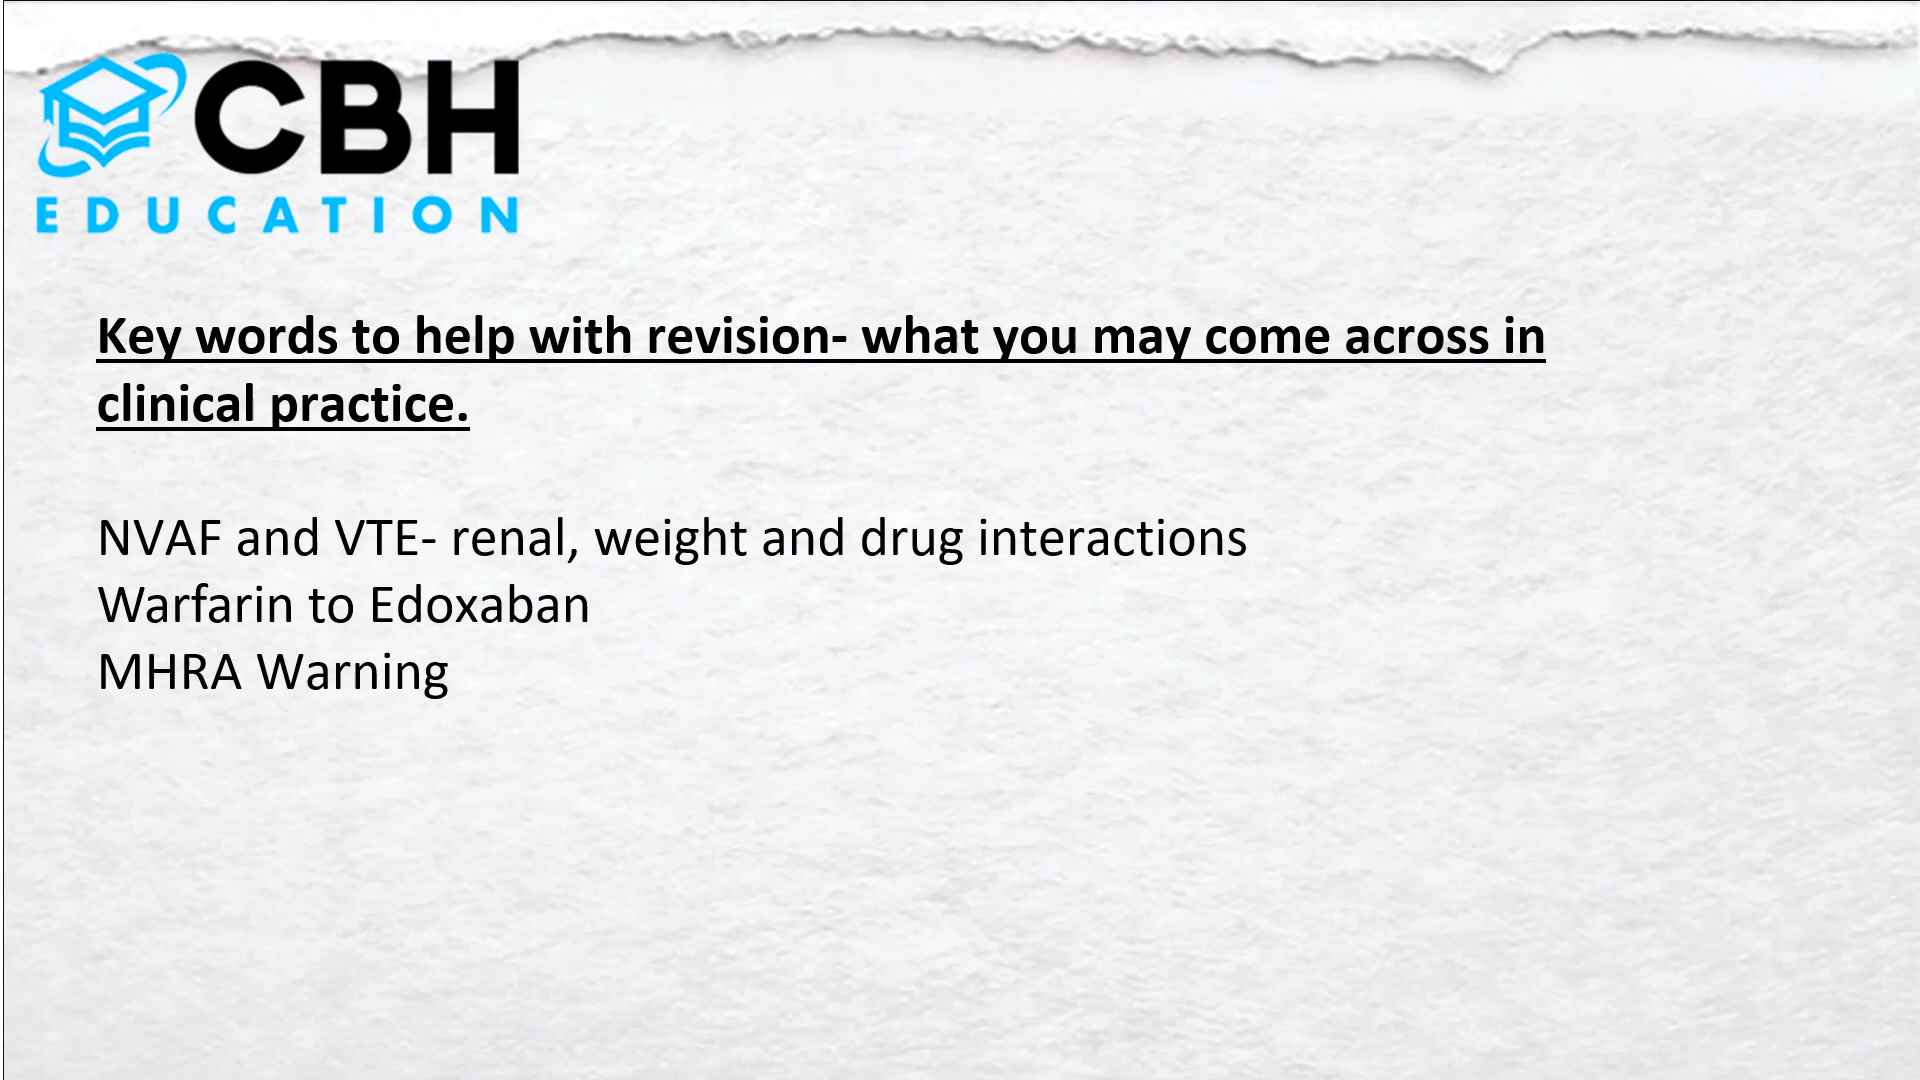 CBH
EDUCATION
Key words to help with revision- what you may come across in
clinical practice.
NVAF and VTE- renal, weight and drug interactions
Warfarin to Edoxaban
MHRA Warning